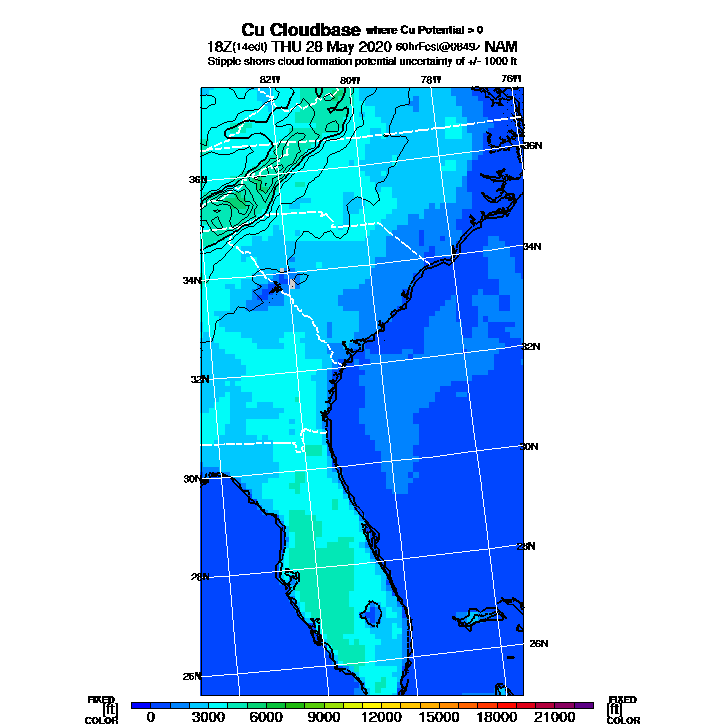 Cu Cloudbase where Cu Potential > 0
18Z(14edt) THU 28 May 2020 60hrFcst@0849z NAM
Stipple shows cloud formation potential uncertainty of +/- 1000 ft
82W 80W 78W 76W
36N
36N
34N
34N
32N
32N
30N
30N
28N
28N
26N
26N
FIXED FIXED
[ft] [ft]
COLOR COLOR
0 3000 6000 9000 12000 15000 18000 21000